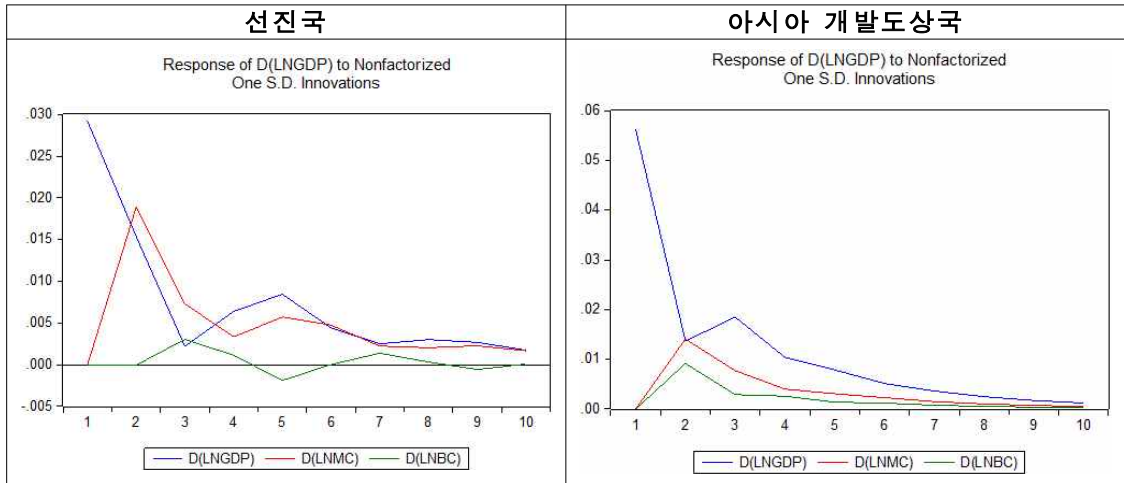 선진국
아시아 개발도상국
Response of D(LNGDP) to Nonfactorized
One S.D. Innovations
.030
.025
.020
.015
.010
.005
.000
-.005
1 2 3 4 5 6 7 8 9 10
D(LNGDP) D(LNMC) D(LNBC)
Response of D(LNGDP) to Nonfactorized
One S.D. Innovations
.06
.05
.04
.03
.02
.01
.00
1 2 3 4 5 6 7 8 9 10
D(LNGDP) D(LNMC) D(LNBC)